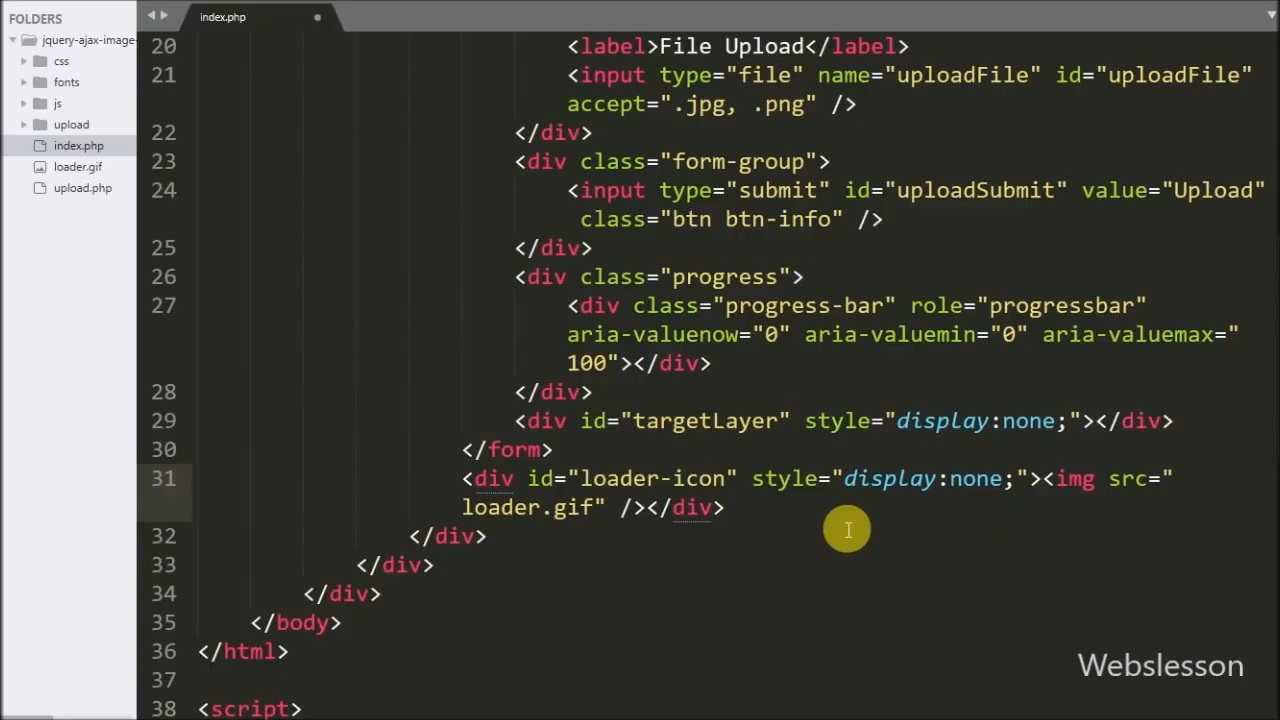 FOLDERS
jquery-ajax-image-
css
fonts
js
upload
index.php
loader.gif
upload.php
index.php
20 <label>File Upload</label>
21 <input type="file" name="uploadFile" id="uploadFile"
accept=".jpg, .png" />
22 </div>
23 <div class="form-group">
24 <input type="submit" id="uploadSubmit" value="Upload"
class="btn btn-info" />
25 </div>
26 <div class="progress">
27 <div class="progress-bar" role="progressbar"
aria-valuenow="0" aria-valuemin="0" aria-valuemax="
100"></div>
28 </div>
29 <div id="targetLayer" style="display:none;"></div>
30 </form>
31 <div id="loader-icon" style="display:none;"><img src="
loader.gif" /></div>
32 </div>
33 </div>
34 </div>
35 </body>
36 </html>
37
38 <script>
Webslesson